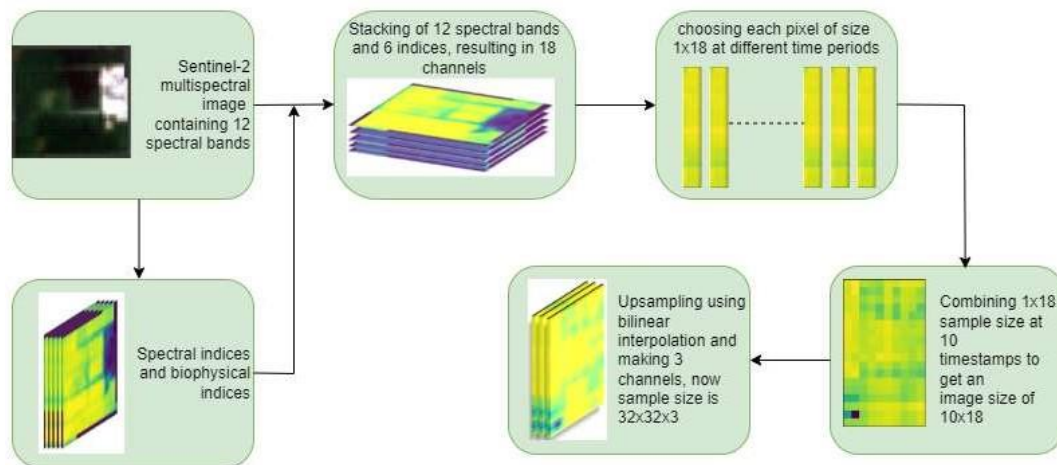 Sentinel-2
multispectral
image
containing 12
spectral bands
Stacking of 12 spectral bands
and 6 indices, resulting in 18
channels
choosing each pixel of size
1x18 at different time periods
Spectral indices
and biophysical
indices
Upsampling using
bilinear
interpolation and
making 3
channels, now
sample size is
32x32x3
Combining 1x18
sample size at
10
timestamps to
get an
image size of
10x18